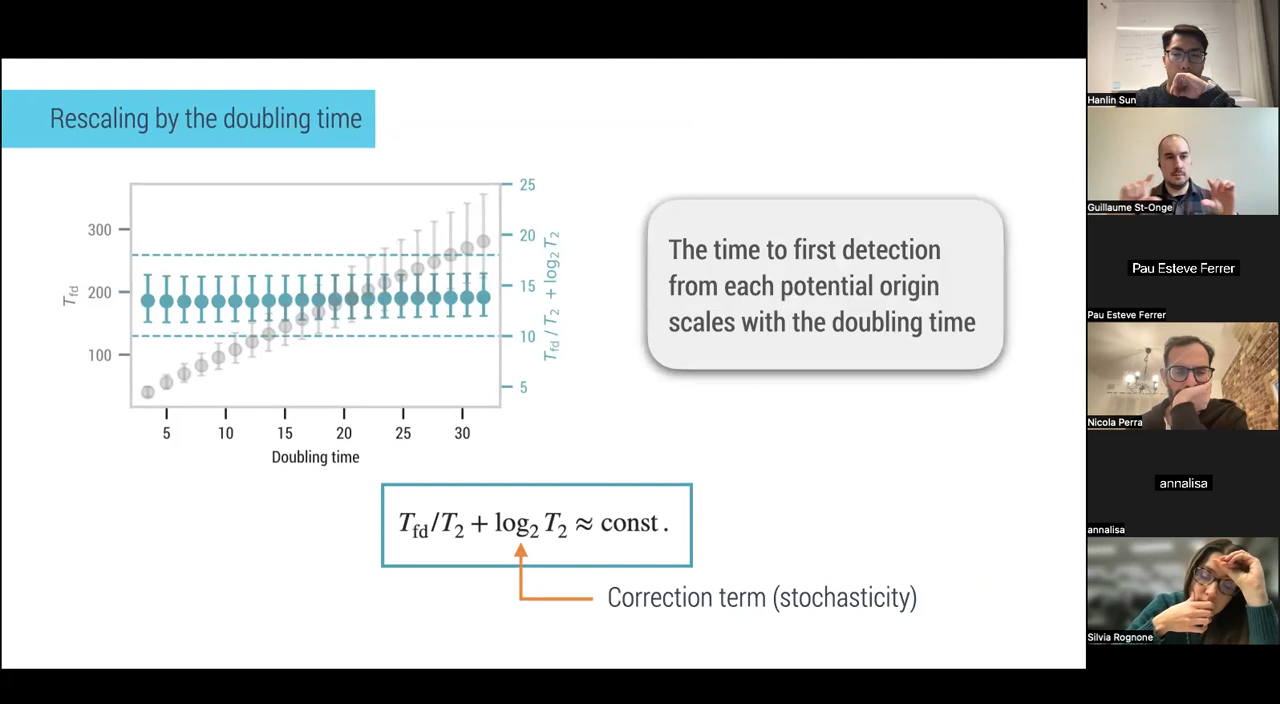 Rescaling by the doubling time
300
200
100
T_fd
25
20
15
10
5
T_fd / T_2 + log_2 T_2
5 10 15 20 25 30
Doubling time
The time to first detection
from each potential origin
scales with the doubling time
T_fd/T_2 + log_2 T_2 ≈ const.
Correction term (stochasticity)
Hanlin Sun
Guillaume St-Onge
Pau Esteve Ferrer
Pau Esteve Ferrer
Nicola Perra
annalisa
annalisa
Silvia Rognone